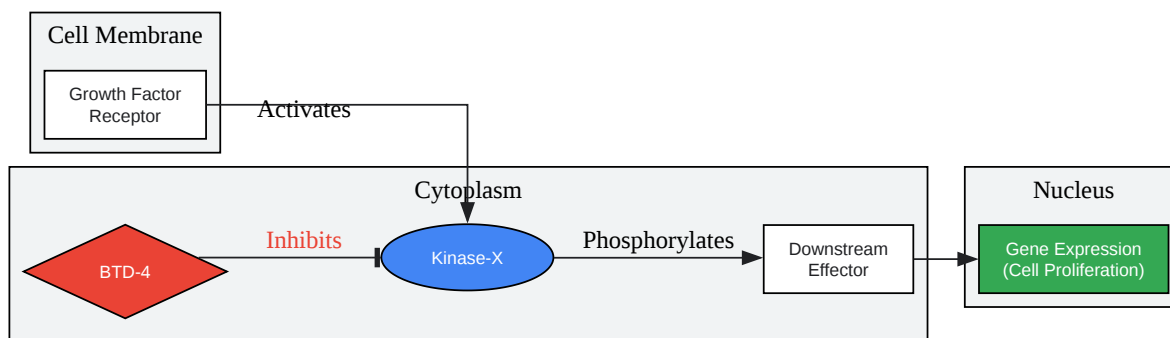 Cell Membrane
Growth Factor
Receptor
Activates
Cytoplasm
Nucleus
BTD-4
Inhibits
Kinase-X
Phosphorylates
Downstream
Effector
Gene Expression
(Cell Proliferation)